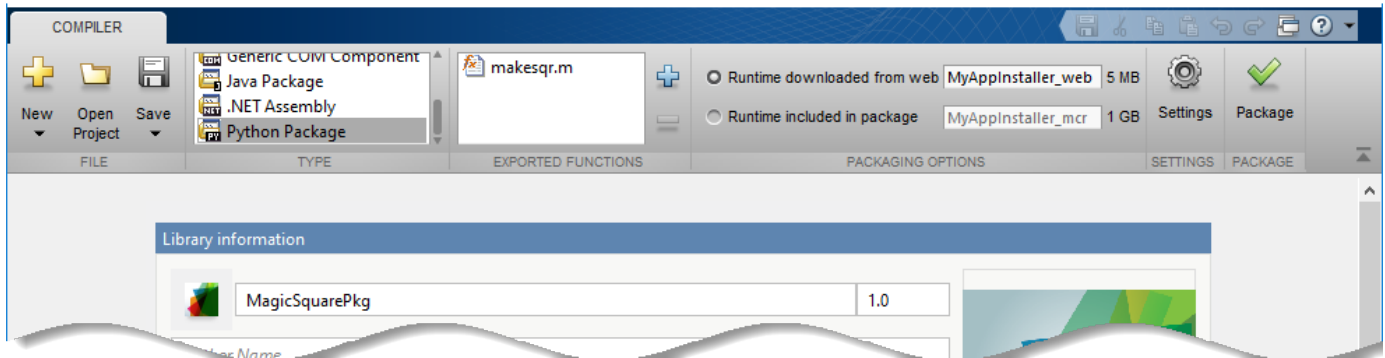 COMPILER
New
Open Project
Save
FILE
Generic COM Component
Java Package
.NET Assembly
Python Package
TYPE
makesqr.m
EXPORTED FUNCTIONS
Runtime downloaded from web MyAppInstaller_web 5 MB
Runtime included in package MyAppInstaller_mcr 1 GB
PACKAGING OPTIONS
Settings
SETTINGS
Package
PACKAGE
Library information
MagicSquarePkg 1.0
Name